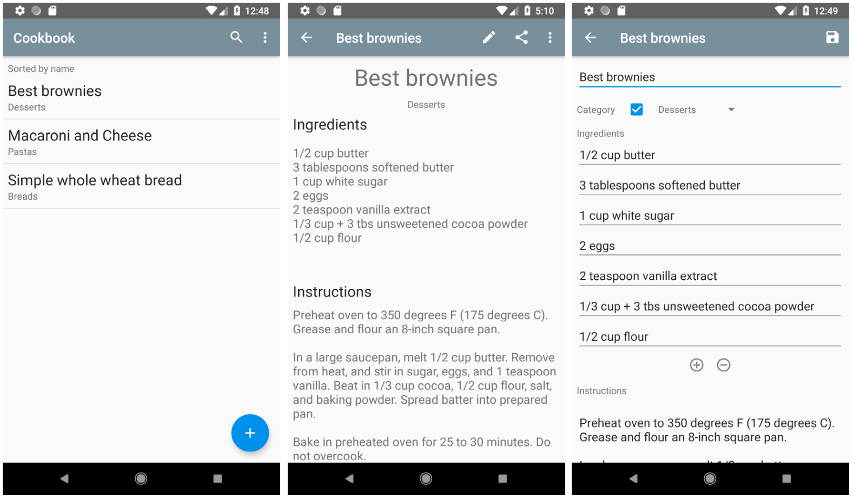 12:48
Cookbook
Sorted by name
Best brownies
Desserts
Macaroni and Cheese
Pastas
Simple whole wheat bread
Breads
5:10
Best brownies
Best brownies
Desserts
Ingredients
1/2 cup butter
3 tablespoons softened butter
1 cup white sugar
2 eggs
2 teaspoon vanilla extract
1/3 cup + 3 tbs unsweetened cocoa powder
1/2 cup flour
Instructions
Preheat oven to 350 degrees F (175 degrees C).
Grease and flour an 8-inch square pan.
In a large saucepan, melt 1/2 cup butter. Remove
from heat, and stir in sugar, eggs, and 1 teaspoon
vanilla. Beat in 1/3 cup cocoa, 1/2 cup flour, salt,
and baking powder. Spread batter into prepared
pan.
Bake in preheated oven for 25 to 30 minutes. Do
not overcook.
12:49
Best brownies
Best brownies
Category
Desserts
Ingredients
1/2 cup butter
3 tablespoons softened butter
1 cup white sugar
2 eggs
2 teaspoon vanilla extract
1/3 cup + 3 tbs unsweetened cocoa powder
1/2 cup flour
Instructions
Preheat oven to 350 degrees F (175 degrees C).
Grease and flour an 8-inch square pan.